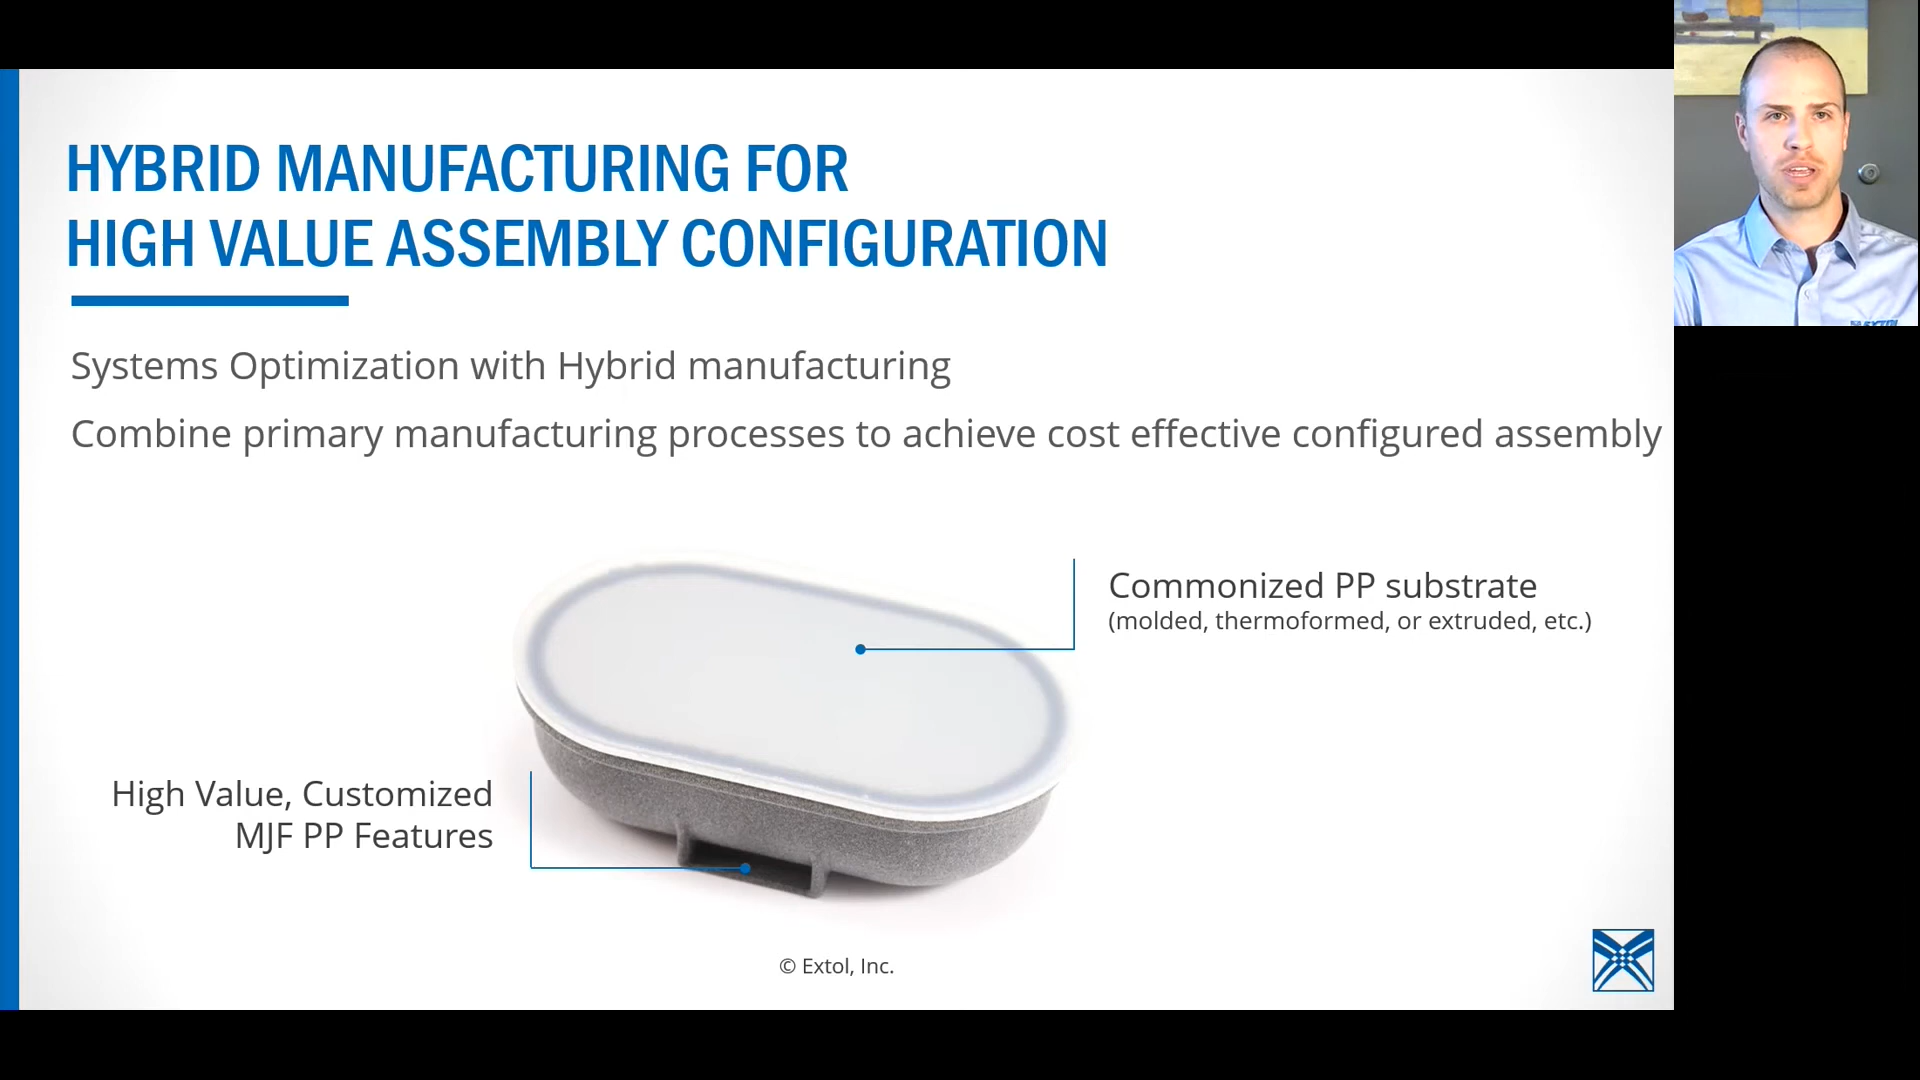 HYBRID MANUFACTURING FOR
HIGH VALUE ASSEMBLY CONFIGURATION
Systems Optimization with Hybrid manufacturing
Combine primary manufacturing processes to achieve cost effective configured assembly
Commonized PP substrate
(molded, thermoformed, or extruded, etc.)
High Value, Customized
MJF PP Features
© Extol, Inc.
EXTOL